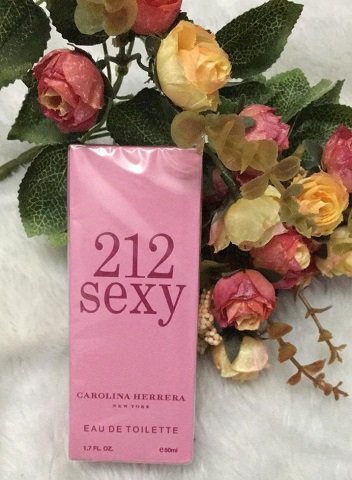 212
sexy
CAROLINA HERRERA
NEW YORK
EAU DE TOILETTE
1.7 FL. OZ. ℮50ml